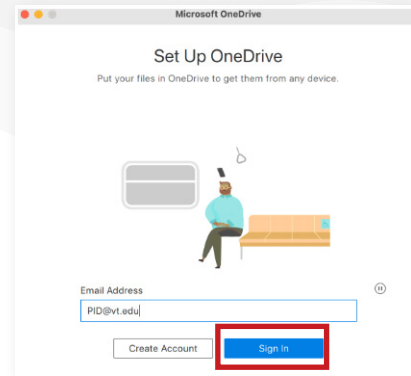 Microsoft OneDrive
Set Up OneDrive
Put your files in OneDrive to get them from any device.
Email Address
PID@vt.edu
Create Account
Sign In